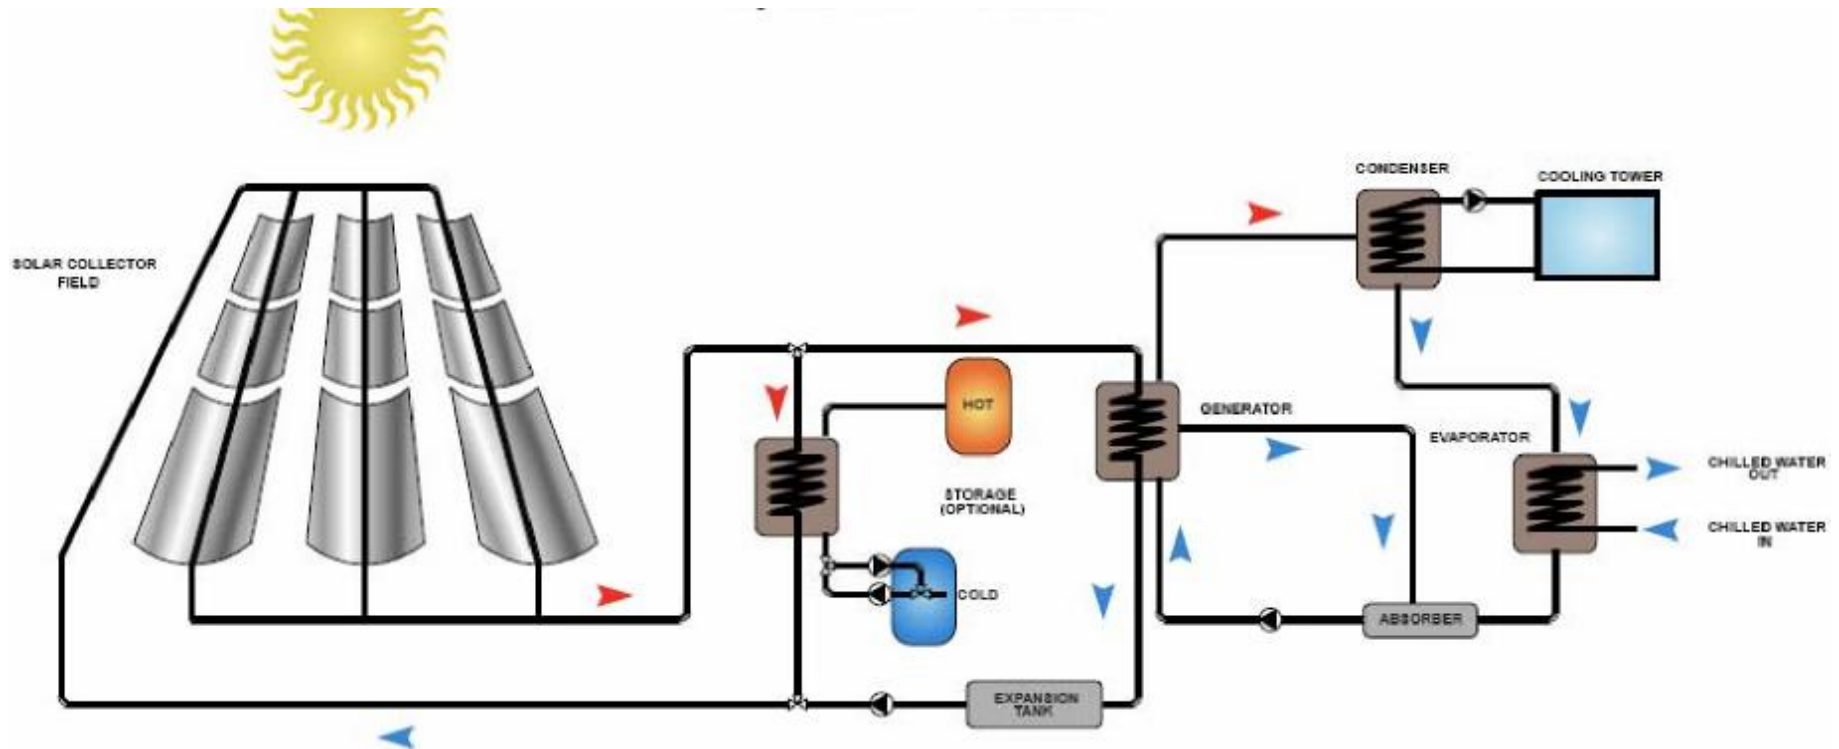 SOLAR COLLECTOR
FIELD
CONDENSER
COOLING TOWER
HOT
GENERATOR
EVAPORATOR
STORAGE
(OPTIONAL)
CHILLED WATER
OUT
CHILLED WATER
IN
COLD
ABSORBER
EXPANSION
TANK